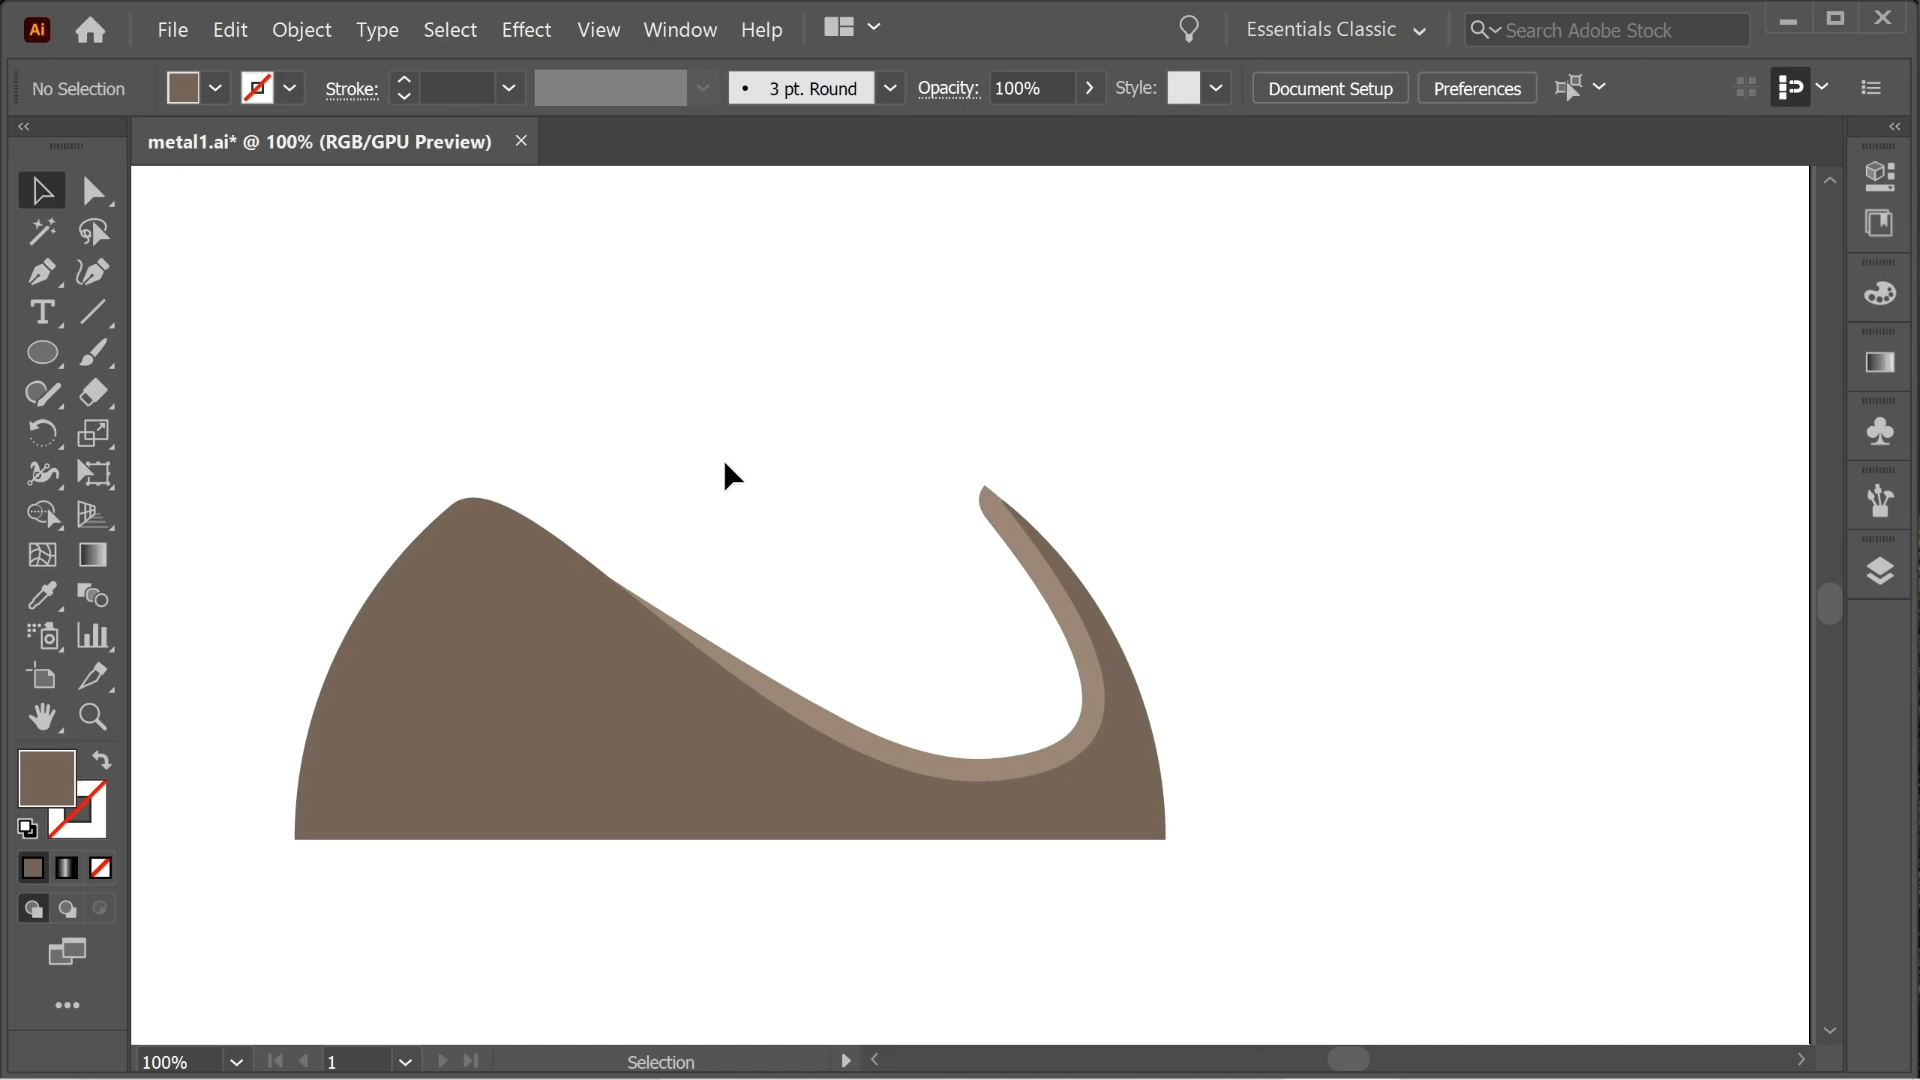 Ai File Edit Object Type Select Effect View Window Help Essentials Classic Search Adobe Stock
No Selection Stroke: 3 pt. Round Opacity: 100% Style: Document Setup Preferences
metal1.ai* @ 100% (RGB/GPU Preview)
100% 1 Selection